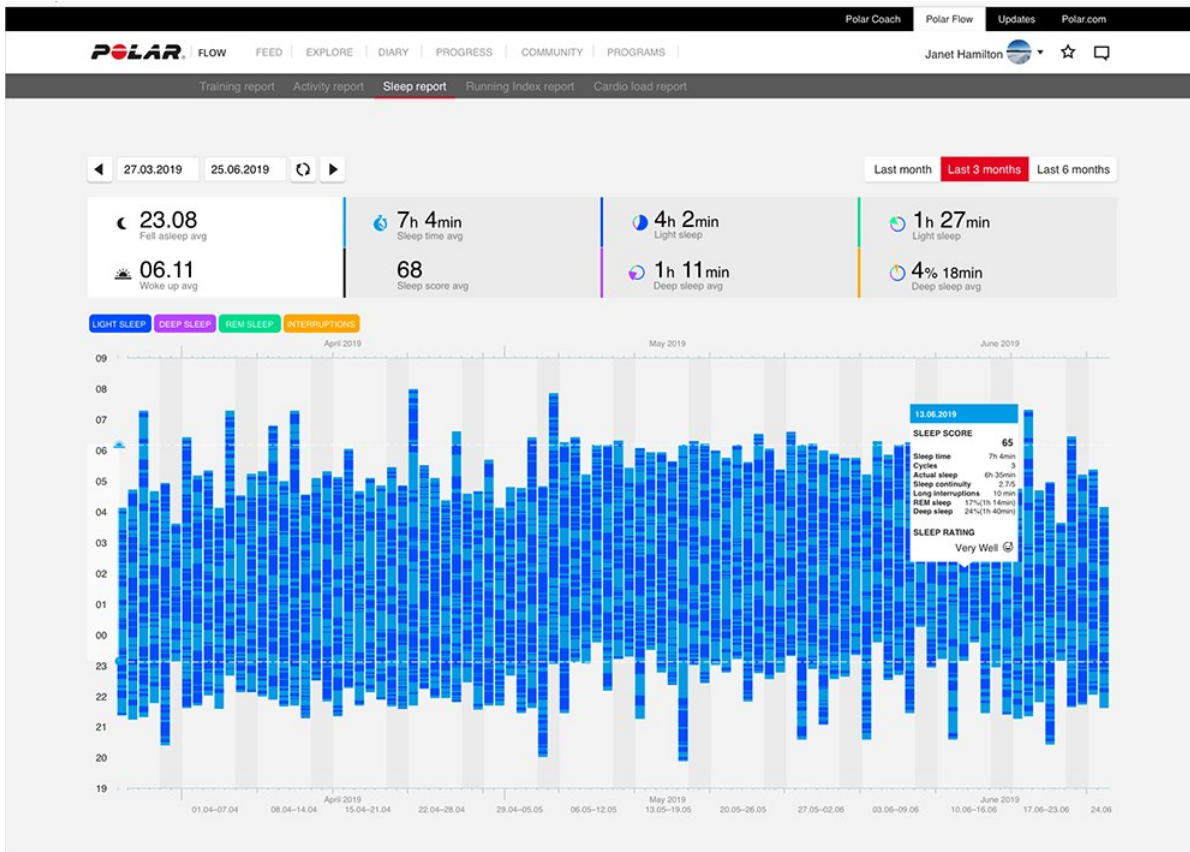 Polar Coach Polar Flow Updates Polar.com
POLAR. FLOW FEED EXPLORE DIARY PROGRESS COMMUNITY PROGRAMS Janet Hamilton
Training report Activity report Sleep report Running Index report Cardio load report
27.03.2019 25.06.2019 Last month Last 3 months Last 6 months
23.08 7h 4min 4h 2min 1h 27min
Fell asleep avg Sleep time avg Light sleep Light sleep
06.11 68 1h 11min 4% 18min
Woke up avg Sleep score avg Deep sleep avg Deep sleep avg
LIGHT SLEEP DEEP SLEEP REM SLEEP INTERRUPTIONS
April 2019 May 2019 June 2019
09
08
07
13.06.2019
SLEEP SCORE
65
06
Sleep time 7h 4min
Cycles 3
Actual sleep 6h 35min
05
Sleep continuity 2.7/5
Long interruptions 10 min
REM sleep 17%(1h 14min)
Deep sleep 24%(1h 40min)
04
SLEEP RATING
Very Well
03
02
01
00
23
22
21
20
19
April 2019 May 2019 June 2019
01.04–07.04 08.04–14.04 15.04–21.04 22.04–28.04 29.04–05.05 06.05–12.05 13.05–19.05 20.05–26.05 27.05–02.06 03.06–09.06 10.06–16.06 17.06–23.06 24.06